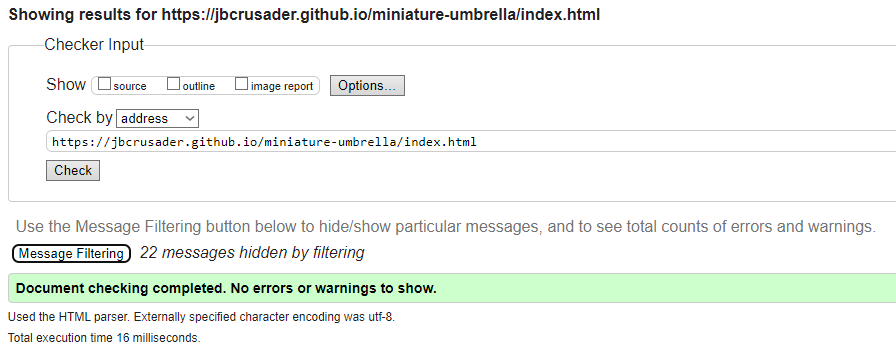 Showing results for https://jbcrusader.github.io/miniature-umbrella/index.html
Checker Input
Show source outline image report Options...
Check by address
https://jbcrusader.github.io/miniature-umbrella/index.html
Check
Use the Message Filtering button below to hide/show particular messages, and to see total counts of errors and warnings.
Message Filtering 22 messages hidden by filtering
Document checking completed. No errors or warnings to show.
Used the HTML parser. Externally specified character encoding was utf-8.
Total execution time 16 milliseconds.